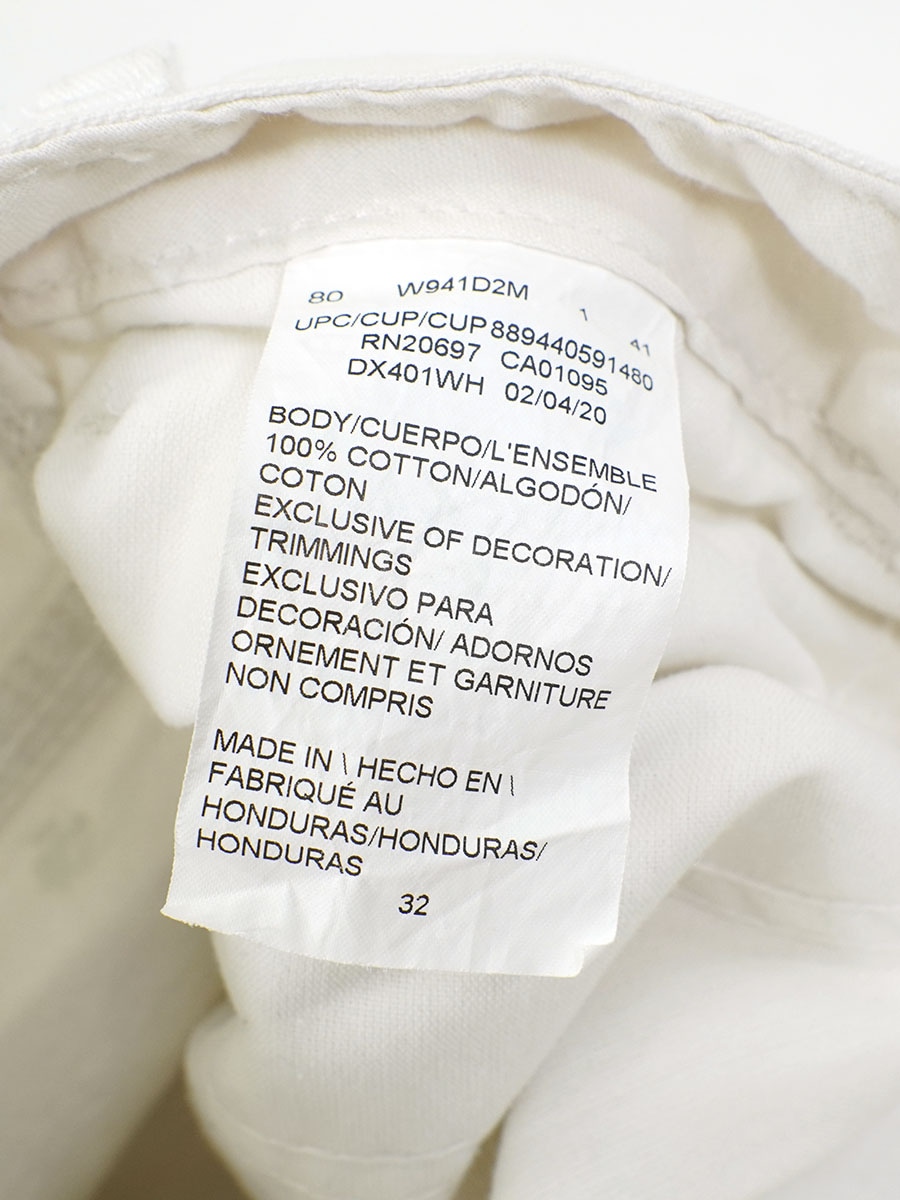 80 W941D2M 1 41
UPC/CUP/CUP 889440591480
RN20697 CA01095
DX401WH 02/04/20
BODY/CUERPO/L'ENSEMBLE
100% COTTON/ALGODÓN/
COTON
EXCLUSIVE OF DECORATION/
TRIMMINGS
EXCLUSIVO PARA
DECORACIÓN/ ADORNOS
ORNEMENT ET GARNITURE
NON COMPRIS
MADE IN \ HECHO EN \
FABRIQUÉ AU
HONDURAS/HONDURAS/
HONDURAS
32